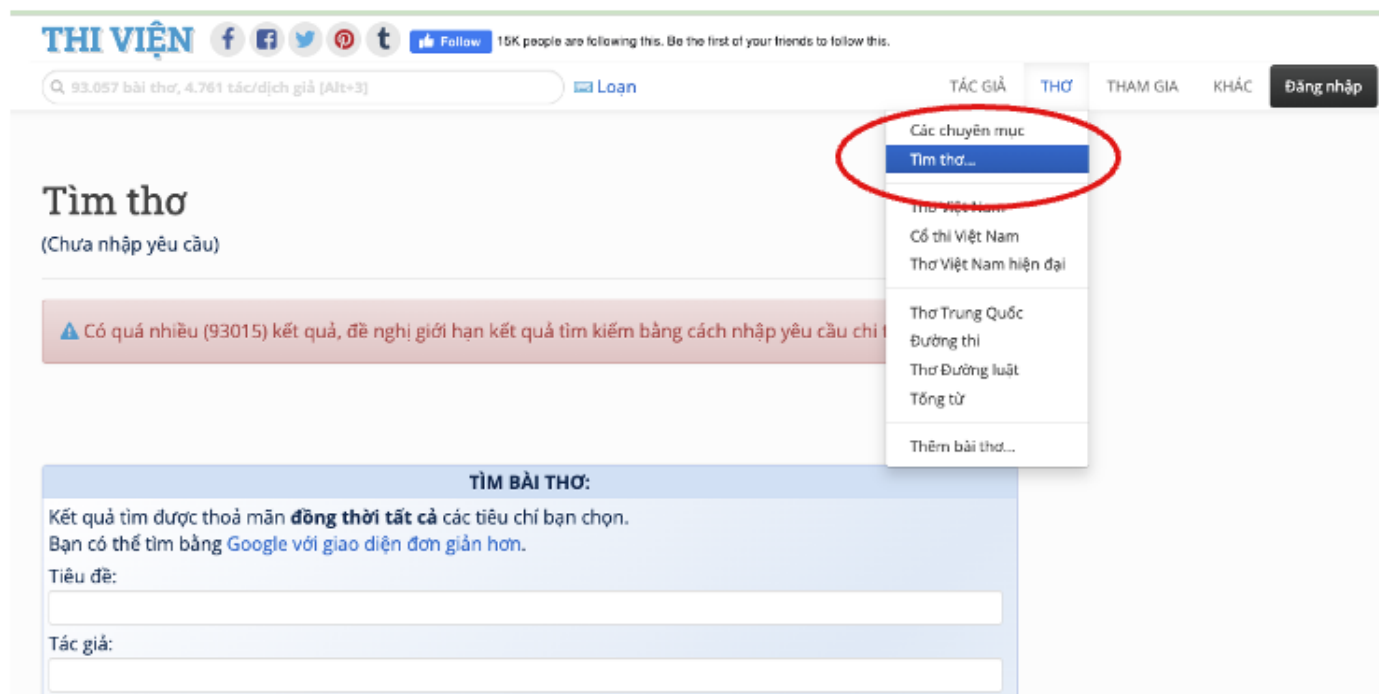 THI VIỆN Follow 15K people are following this. Be the first of your friends to follow this.
93.057 bài thơ, 4.761 tác/dịch giả [Alt+3] Loạn TÁC GIẢ THƠ THAM GIA KHÁC Đăng nhập
Các chuyên mục
Tìm thơ...
Thơ Việt Nam
Cổ thi Việt Nam
Thơ Việt Nam hiện đại
Thơ Trung Quốc
Đường thi
Thơ Đường luật
Tống từ
Thêm bài thơ...
Tìm thơ
(Chưa nhập yêu cầu)
Có quá nhiều (93015) kết quả, đề nghị giới hạn kết quả tìm kiếm bằng cách nhập yêu cầu chi
TÌM BÀI THƠ:
Kết quả tìm được thoả mãn đồng thời tất cả các tiêu chí bạn chọn.
Bạn có thể tìm bằng Google với giao diện đơn giản hơn.
Tiêu đề:
Tác giả: